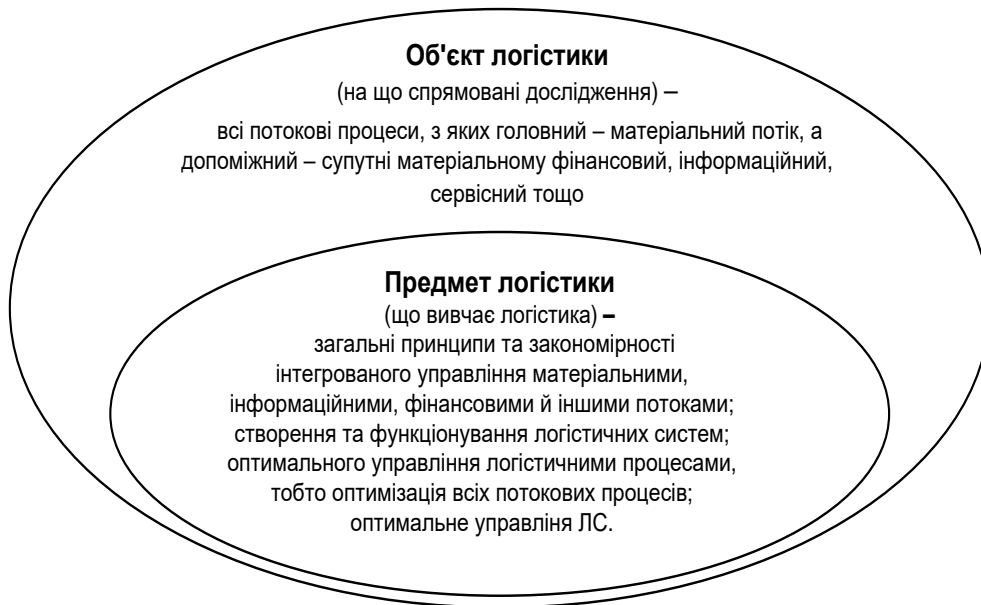 Об'єкт логістики
(на що спрямовані дослідження) –
всі потокові процеси, з яких головний – матеріальний потік, а
допоміжний – супутні матеріальному фінансовий, інформаційний,
сервісний тощо
Предмет логістики
(що вивчає логістика) –
загальні принципи та закономірності
інтегрованого управління матеріальними,
інформаційними, фінансовими й іншими потоками;
створення та функціонування логістичних систем;
оптимального управління логістичними процесами,
тобто оптимізація всіх потокових процесів;
оптимальне управліня ЛС.